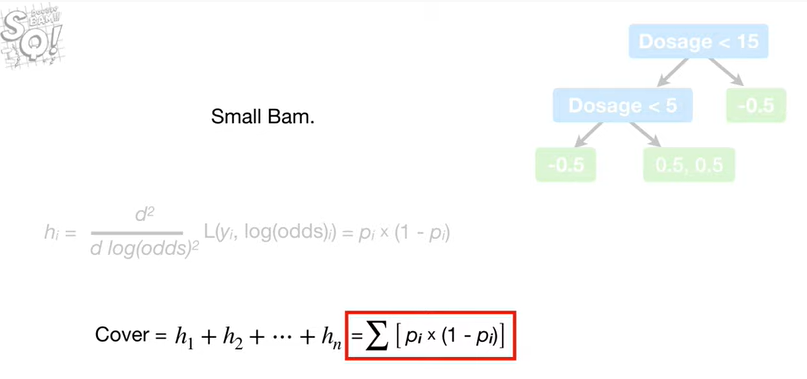 S
BAM!!
Q!
Dosage < 15
Dosage < 5
-0.5
Small Bam.
-0.5
0.5, 0.5
hᵢ = d² / d log(odds)² L(yᵢ, log(odds)ᵢ) = pᵢ × (1 - pᵢ)
Cover = h₁ + h₂ + ⋯ + hₙ = ∑ [ pᵢ × (1 - pᵢ)]